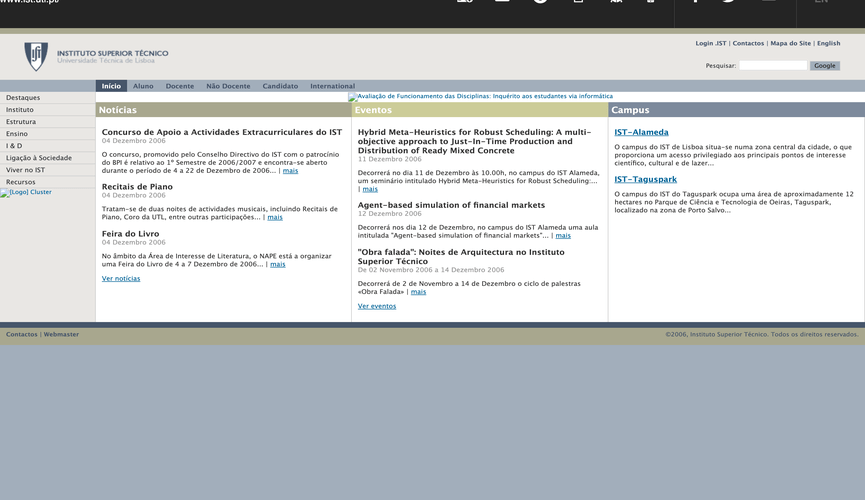 www.ist.utl.pt
EN
INSTITUTO SUPERIOR TÉCNICO
Universidade Técnica de Lisboa
Login .IST | Contactos | Mapa do Site | English
Pesquisar: Google
Início Aluno Docente Não Docente Candidato International
Destaques
Instituto
Estrutura
Ensino
I & D
Ligação à Sociedade
Viver no IST
Recursos
[Logo] Cluster
Avaliação de Funcionamento das Disciplinas: Inquérito aos estudantes via informática
Notícias
Concurso de Apoio a Actividades Extracurriculares do IST
04 Dezembro 2006
O concurso, promovido pelo Conselho Directivo do IST com o patrocínio
do BPI é relativo ao 1º Semestre de 2006/2007 e encontra-se aberto
durante o período de 4 a 22 de Dezembro de 2006... | mais
Recitais de Piano
04 Dezembro 2006
Tratam-se de duas noites de actividades musicais, incluindo Recitais de
Piano, Coro da UTL, entre outras participações... | mais
Feira do Livro
04 Dezembro 2006
No âmbito da Área de Interesse de Literatura, o NAPE está a organizar
uma Feira do Livro de 4 a 7 Dezembro de 2006... | mais
Ver notícias
Eventos
Hybrid Meta-Heuristics for Robust Scheduling: A multi-
objective approach to Just-In-Time Production and
Distribution of Ready Mixed Concrete
11 Dezembro 2006
Decorrerá no dia 11 de Dezembro às 10.00h, no campus do IST Alameda,
um seminário intitulado Hybrid Meta-Heuristics for Robust Scheduling:...
| mais
Agent-based simulation of financial markets
12 Dezembro 2006
Decorrerá nos dia 12 de Dezembro, no campus do IST Alameda uma aula
intitulada "Agent-based simulation of financial markets"... | mais
"Obra falada": Noites de Arquitectura no Instituto
Superior Técnico
De 02 Novembro 2006 a 14 Dezembro 2006
Decorrerá de 2 de Novembro a 14 de Dezembro o ciclo de palestras
«Obra Falada» | mais
Ver eventos
Campus
IST-Alameda
O campus do IST de Lisboa situa-se numa zona central da cidade, o que
proporciona um acesso privilegiado aos principais pontos de interesse
científico, cultural e de lazer...
IST-Taguspark
O campus do IST do Taguspark ocupa uma área de aproximadamente 12
hectares no Parque de Ciência e Tecnologia de Oeiras, Taguspark,
localizado na zona de Porto Salvo...
Contactos | Webmaster
©2006, Instituto Superior Técnico. Todos os direitos reservados.